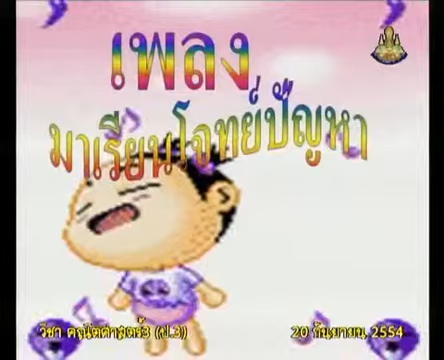 เพลง
มาเรียนโจทย์ปัญหา
วิชา คณิตศาสตร์3 (ป.3)
20 กันยายน 2554